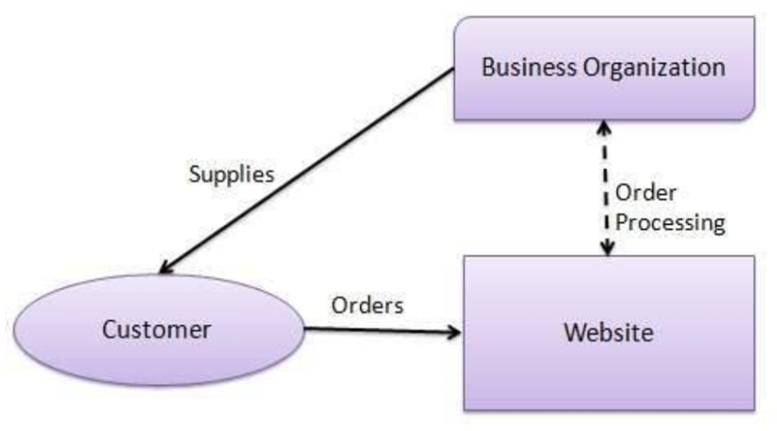 Business Organization
Supplies
Order
Processing
Orders
Customer
Website